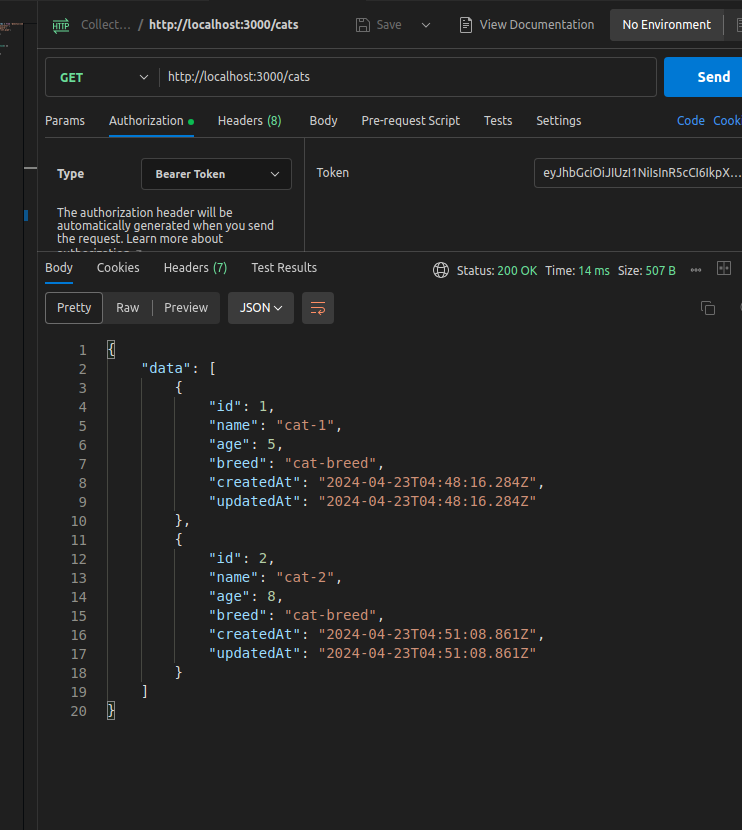 HTTP Collect... / http://localhost:3000/cats Save View Documentation No Environment
GET http://localhost:3000/cats Send
Params Authorization Headers (8) Body Pre-request Script Tests Settings Code Cook
Type Bearer Token Token eyJhbGciOiJIUzI1NiIsInR5cCI6IkpX...
The authorization header will be
automatically generated when you send
the request. Learn more about
Body Cookies Headers (7) Test Results Status: 200 OK Time: 14 ms Size: 507 B
Pretty Raw Preview JSON
1 {
2 "data": [
3 {
4 "id": 1,
5 "name": "cat-1",
6 "age": 5,
7 "breed": "cat-breed",
8 "createdAt": "2024-04-23T04:48:16.284Z",
9 "updatedAt": "2024-04-23T04:48:16.284Z"
10 },
11 {
12 "id": 2,
13 "name": "cat-2",
14 "age": 8,
15 "breed": "cat-breed",
16 "createdAt": "2024-04-23T04:51:08.861Z",
17 "updatedAt": "2024-04-23T04:51:08.861Z"
18 }
19 ]
20 }